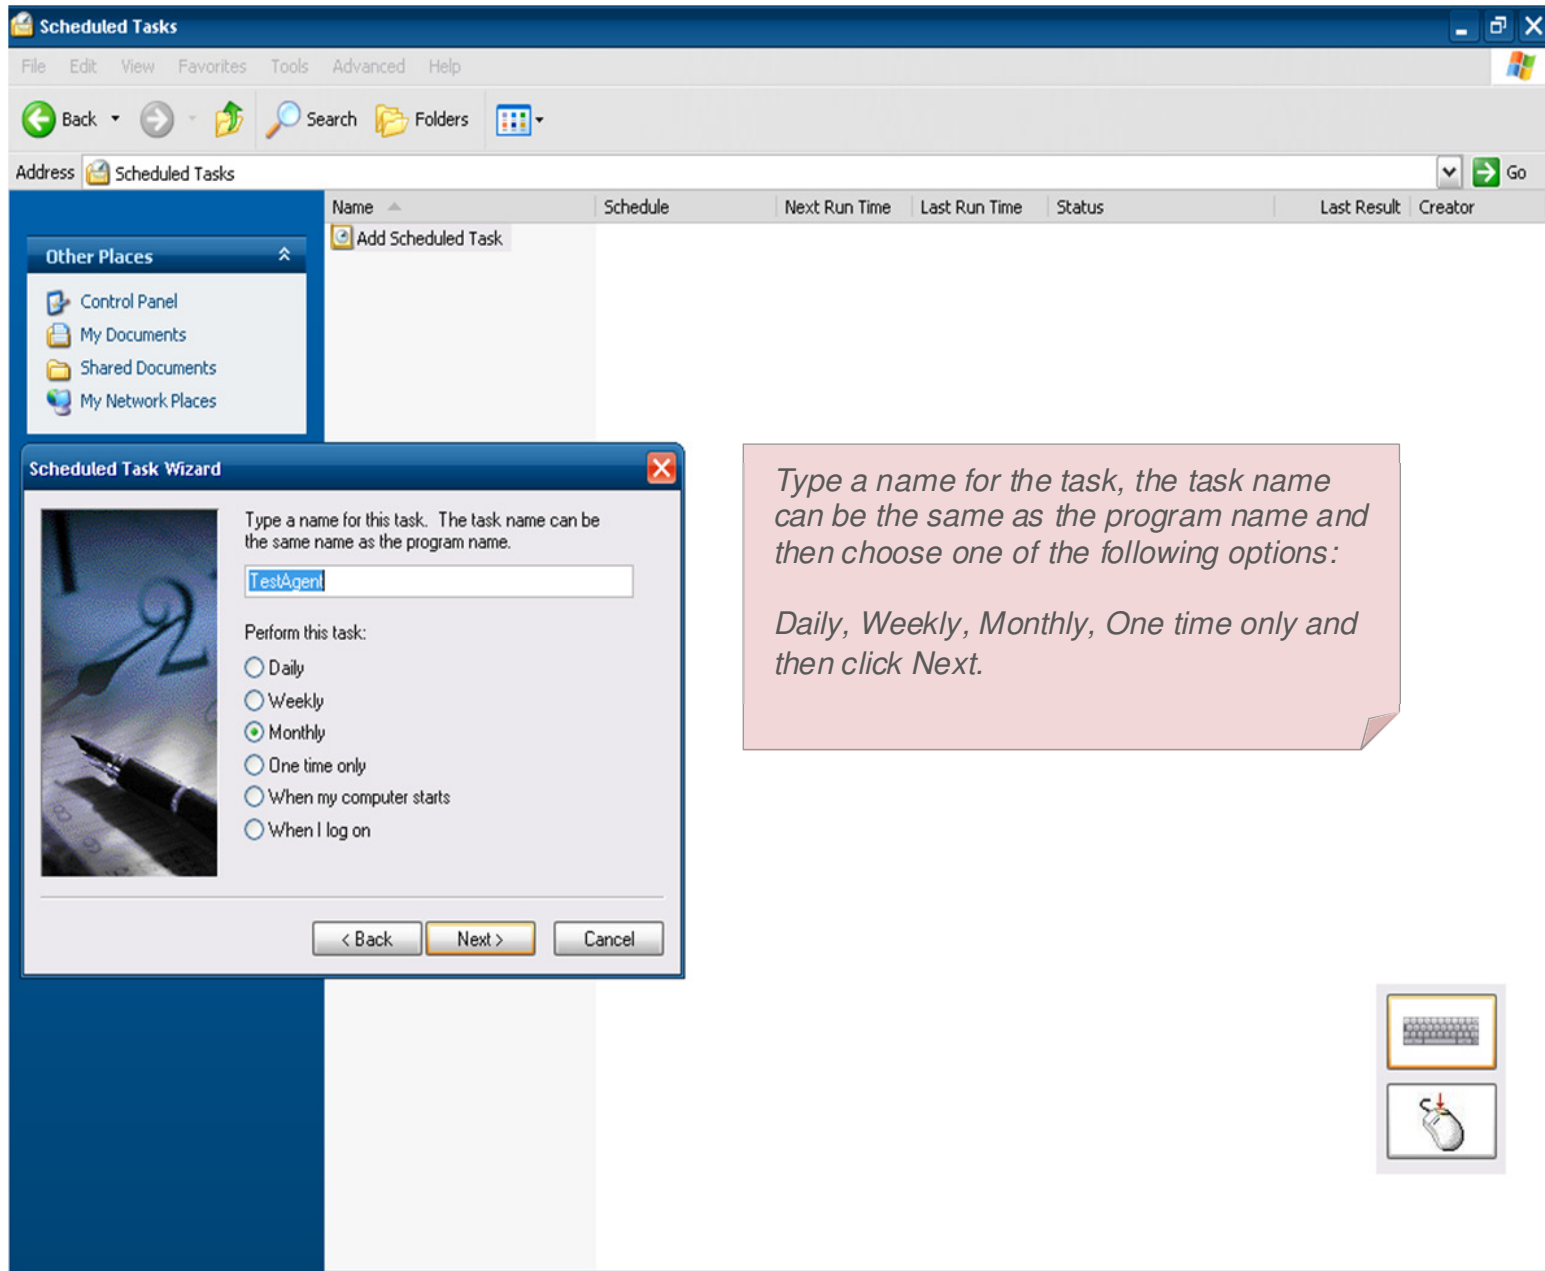 Scheduled Tasks
File Edit View Favorites Tools Advanced Help
Back Search Folders
Address Scheduled Tasks Go
Name Schedule Next Run Time Last Run Time Status Last Result Creator
Add Scheduled Task
Other Places
Control Panel
My Documents
Shared Documents
My Network Places
Scheduled Task Wizard
Type a name for this task. The task name can be
the same name as the program name.
TestAgent
Perform this task:
Daily
Weekly
Monthly
One time only
When my computer starts
When I log on
< Back Next > Cancel
Type a name for the task, the task name
can be the same as the program name and
then choose one of the following options:
Daily, Weekly, Monthly, One time only and
then click Next.